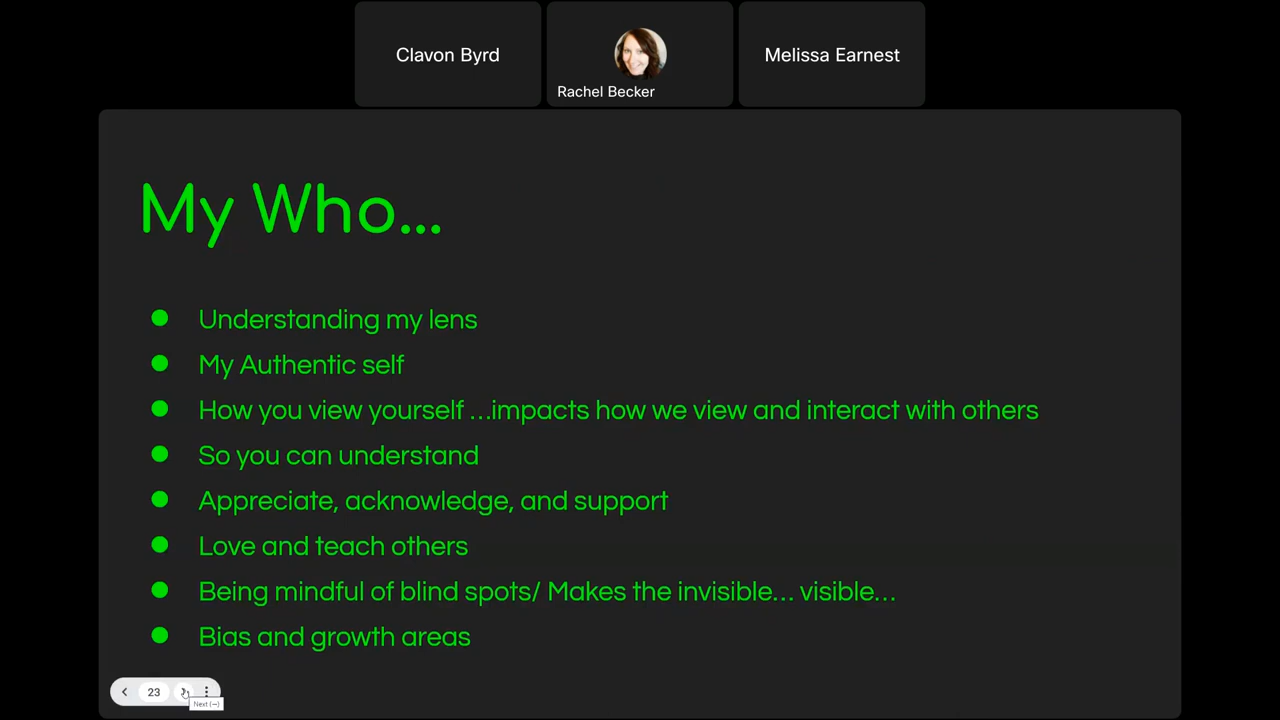 Clavon Byrd
Rachel Becker
Melissa Earnest
My Who...
Understanding my lens
My Authentic self
How you view yourself ...impacts how we view and interact with others
So you can understand
Appreciate, acknowledge, and support
Love and teach others
Being mindful of blind spots/ Makes the invisible... visible...
Bias and growth areas
23
Next (→)